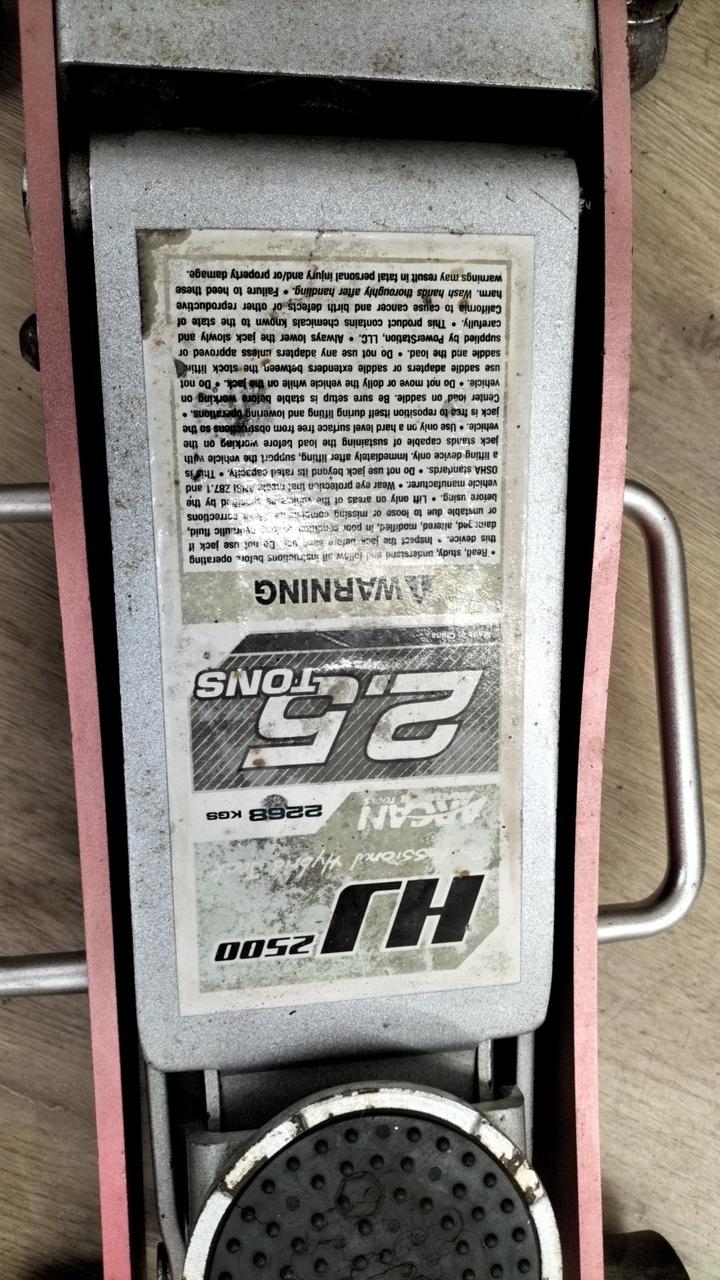 HJ 2500
Professional Hybrid Jack
ARCAN TOOLS 2268 KGS
2.5 TONS
Made in China
WARNING
• Read, study, understand and follow all instructions before operating
this device. • Inspect the jack before each use. Do not use jack if
damaged, altered, modified, in poor condition, hydraulic fluid,
or unstable due to loose or missing components. Make corrections
before using. • Lift only on areas of the vehicle as specified by the
vehicle manufacturer. • Wear eye protection that meets ANSI Z87.1 and
OSHA standards. • Do not use jack beyond its rated capacity. • This is
a lifting device only. Immediately after lifting, support the vehicle with
jack stands capable of sustaining the load before working on the
vehicle. • Use only on a hard level surface free from obstructions so the
jack is free to reposition itself during lifting and lowering operations. •
Center load on saddle. Be sure setup is stable before working on
vehicle. • Do not move or dolly the vehicle while on the jack. • Do not
use saddle adapters or saddle extenders between the stock lifting
saddle and the load. • Do not use any adapters unless approved or
supplied by PowerStation, LLC. • Always lower the jack slowly and
carefully. • This product contains chemicals known to the state of
California to cause cancer and birth defects or other reproductive
harm. Wash hands thoroughly after handling. • Failure to heed these
warnings may result in fatal personal injury and/or property damage.